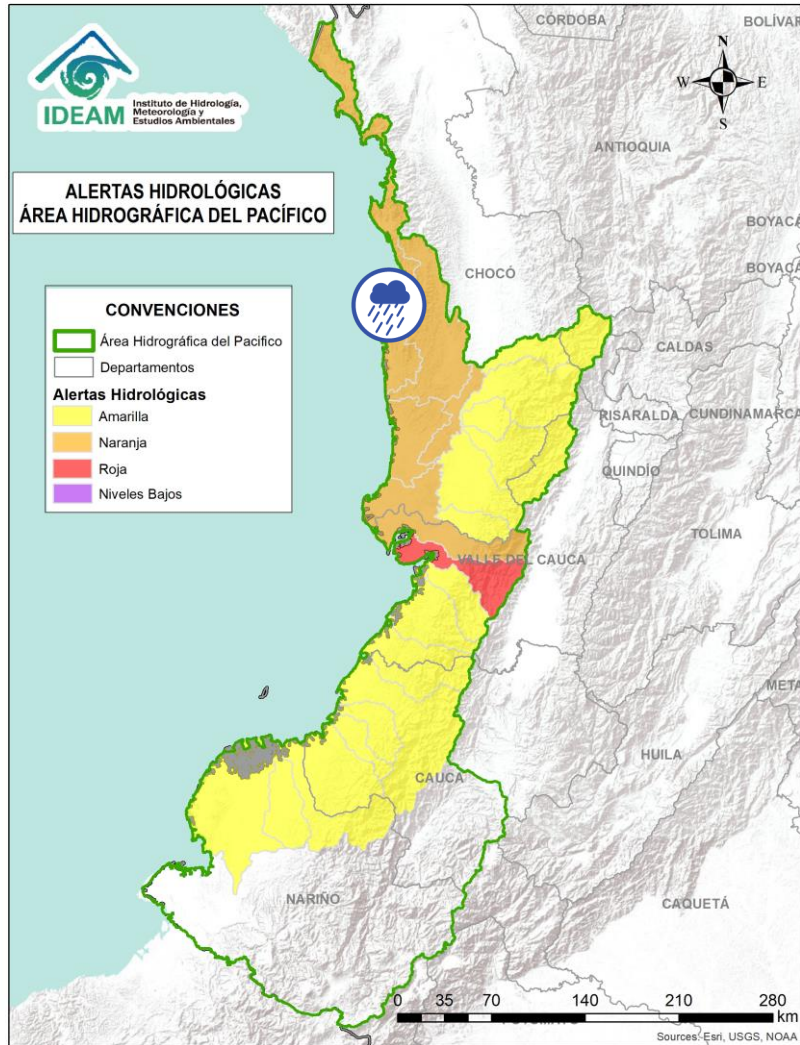 CÓRDOBA
BOLÍVAR
IDEAM
Instituto de Hidrología,
Meteorología y
Estudios Ambientales
N
W E
S
ANTIOQUIA
ALERTAS HIDROLÓGICAS
ÁREA HIDROGRÁFICA DEL PACÍFICO
BOYACÁ
CHOCÓ
BOYACÁ
CONVENCIONES
Área Hidrográfica del Pacifico
Departamentos
Alertas Hidrológicas
Amarilla
Naranja
Roja
Niveles Bajos
CALDAS
RISARALDA
CUNDINAMARCA
QUINDÍO
TOLIMA
VALLE DEL CAUCA
META
HUILA
CAUCA
NARIÑO
CAQUETÁ
0 35 70 140 210 280
km
Sources: Esri, USGS, NOAA